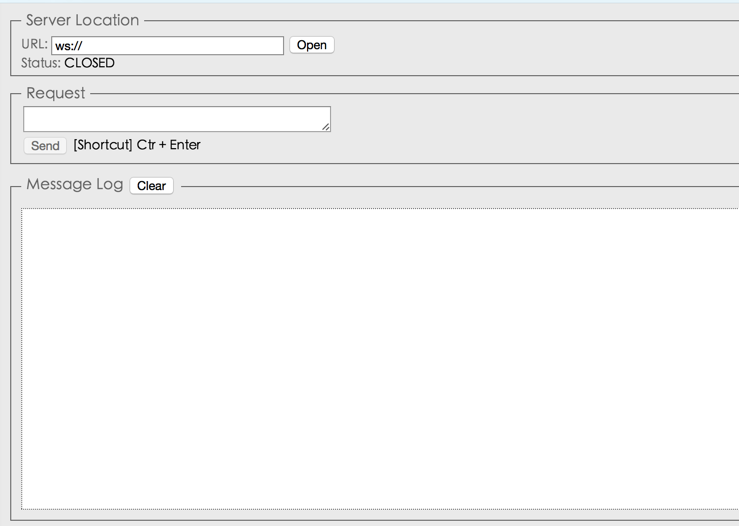 Server Location
URL: ws:// Open
Status: CLOSED
Request
Send [Shortcut] Ctr + Enter
Message Log Clear